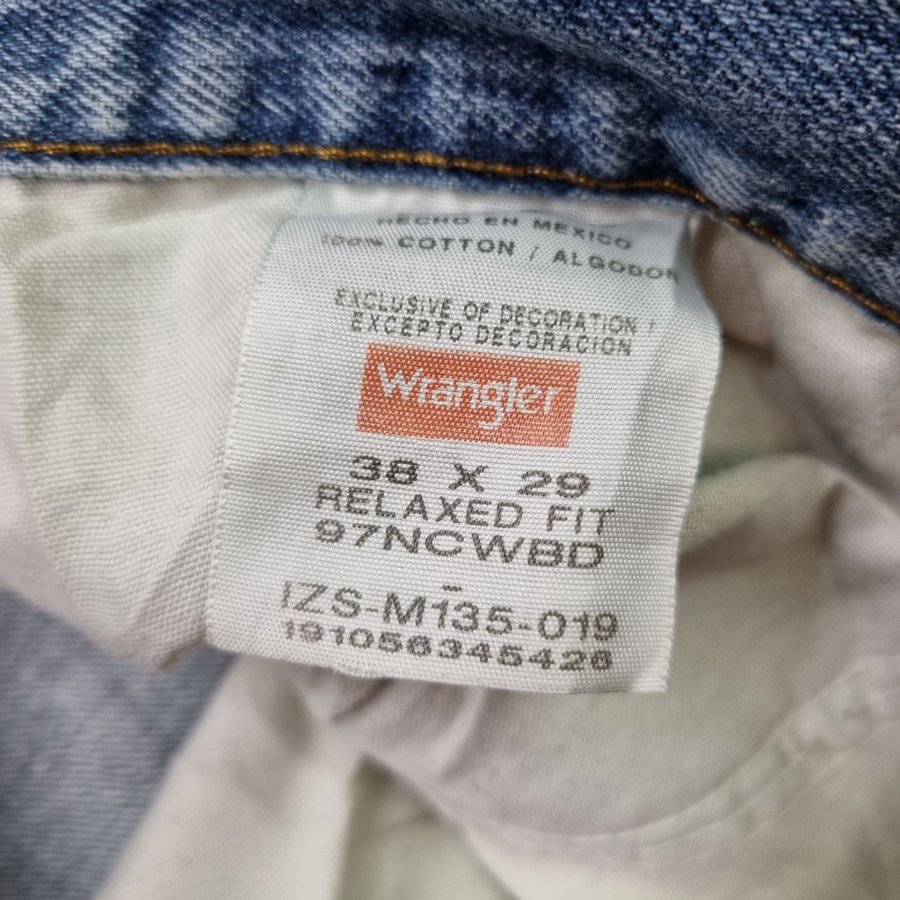 HECHO EN MEXICO
100% COTTON / ALGODON
EXCLUSIVE OF DECORATION /
EXCEPTO DECORACION
Wrangler
38 X 29
RELAXED FIT
97NCWBD
IZS-M135-019
191056345426